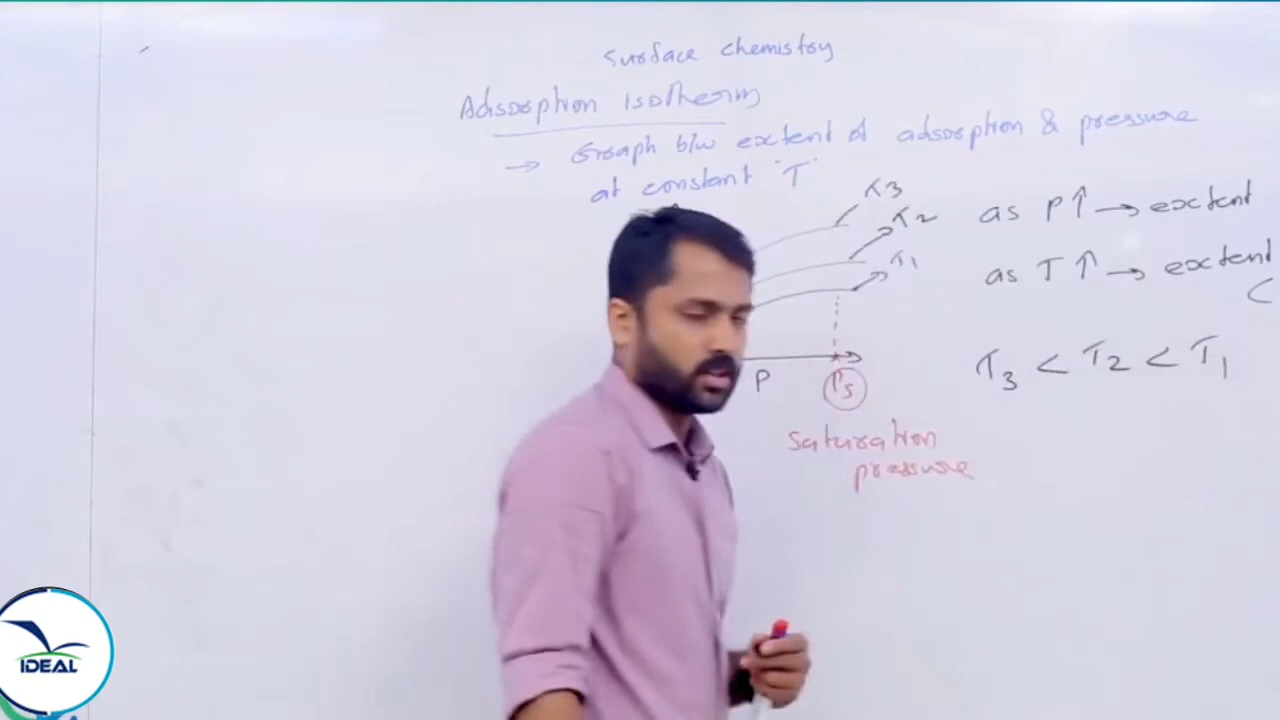 Surface chemistry
Adsorption isotherm
→ Graph b/w extent of adsorption & pressure
at constant 'T'
T3
T2
T1
as P↑ → extent
as T↑ → extent
P
Ps
T3 < T2 < T1
saturation
pressure
IDEAL